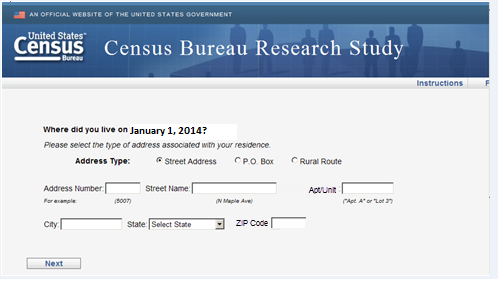 AN OFFICIAL WEBSITE OF THE UNITED STATES GOVERNMENT
United States™
Census
Bureau
Census Bureau Research Study
Instructions F
Where did you live on January 1, 2014?
Please select the type of address associated with your residence.
Address Type: Street Address P.O. Box Rural Route
Address Number: Street Name: Apt/Unit :
For example: (5007) (N Maple Ave) ("Apt. A" or "Lot 3")
City: State: Select State ZIP Code
Next